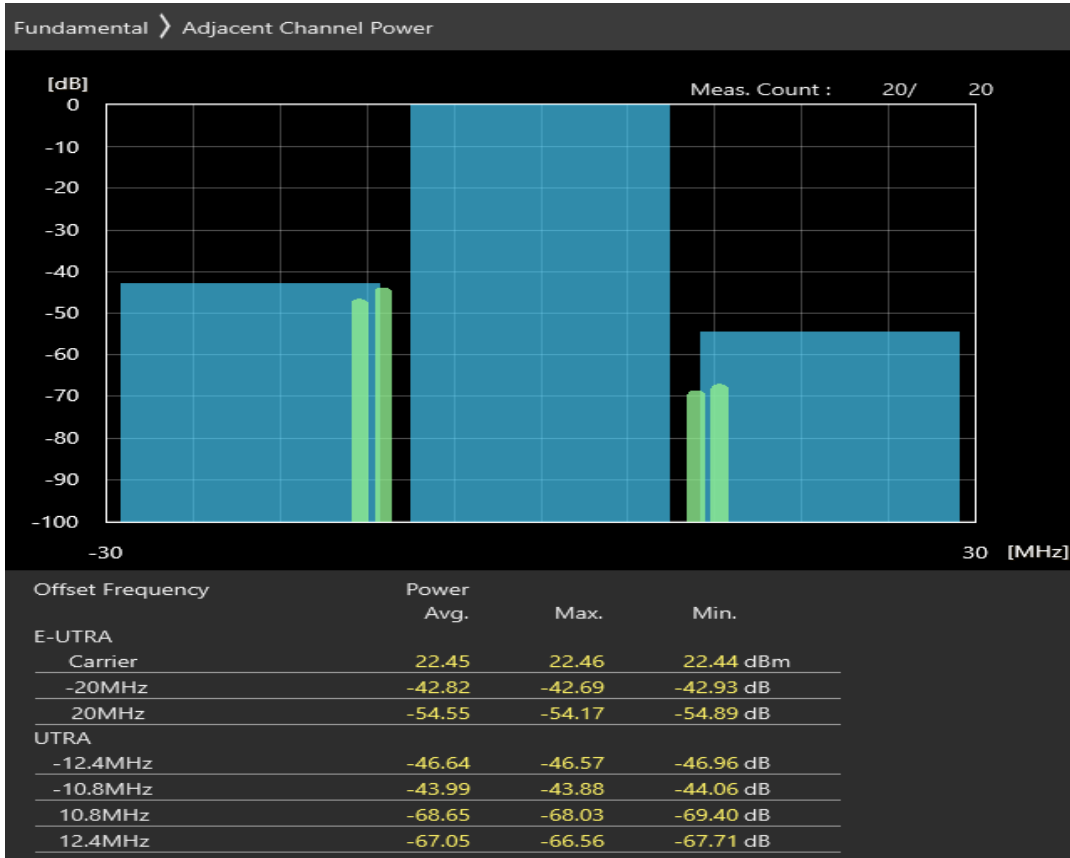 Fundamental ❯ Adjacent Channel Power
[dB]
Meas. Count : 20/ 20
0
-10
-20
-30
-40
-50
-60
-70
-80
-90
-100
-30 30 [MHz]
Offset Frequency Power
Avg. Max. Min.
E-UTRA
Carrier 22.45 22.46 22.44 dBm
-20MHz -42.82 -42.69 -42.93 dB
20MHz -54.55 -54.17 -54.89 dB
UTRA
-12.4MHz -46.64 -46.57 -46.96 dB
-10.8MHz -43.99 -43.88 -44.06 dB
10.8MHz -68.65 -68.03 -69.40 dB
12.4MHz -67.05 -66.56 -67.71 dB